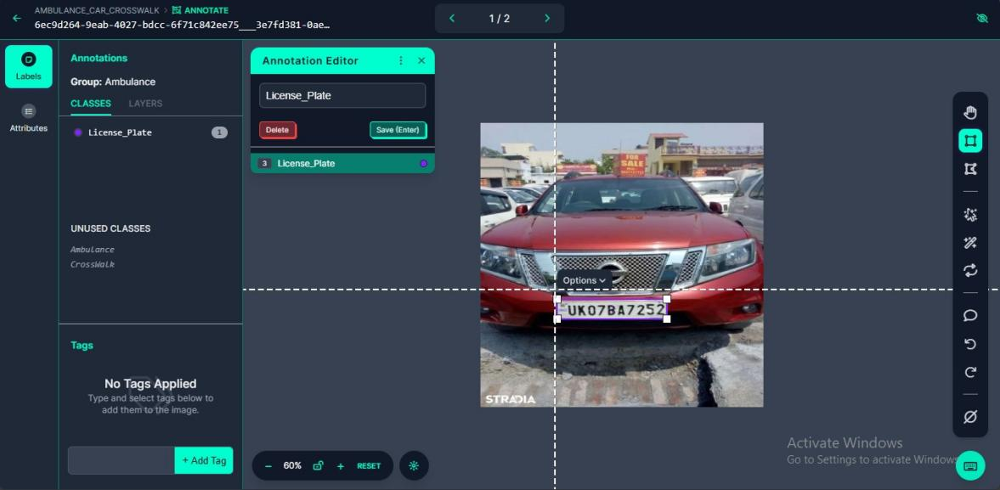 AMBULANCE_CAR_CROSSWALK > ANNOTATE
6ec9d264-9eab-4027-bdcc-6f71c842ee75___3e7fd381-0ae…
1 / 2
Labels
Attributes
Annotations
Group: Ambulance
CLASSES LAYERS
License_Plate 1
UNUSED CLASSES
Ambulance
CrossWalk
Tags
No Tags Applied
Type and select tags below to
add them to the image.
+ Add Tag
Annotation Editor
License_Plate
Delete Save (Enter)
3 License_Plate
FOR
SALE
Options
UK07BA7252
STRADIA
60% RESET
Activate Windows
Go to Settings to activate Windows